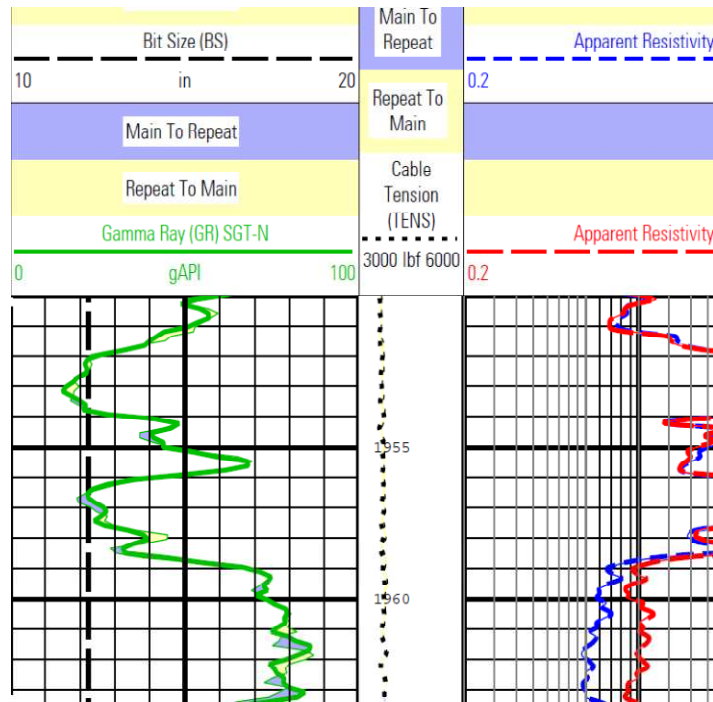 Bit Size (BS)
10 in 20
Main To Repeat
Repeat To Main
Gamma Ray (GR) SGT-N
0 gAPI 100
Main To
Repeat
Repeat To
Main
Cable
Tension
(TENS)
3000 lbf 6000
Apparent Resistivity
0.2
Apparent Resistivity
0.2
1955
1960